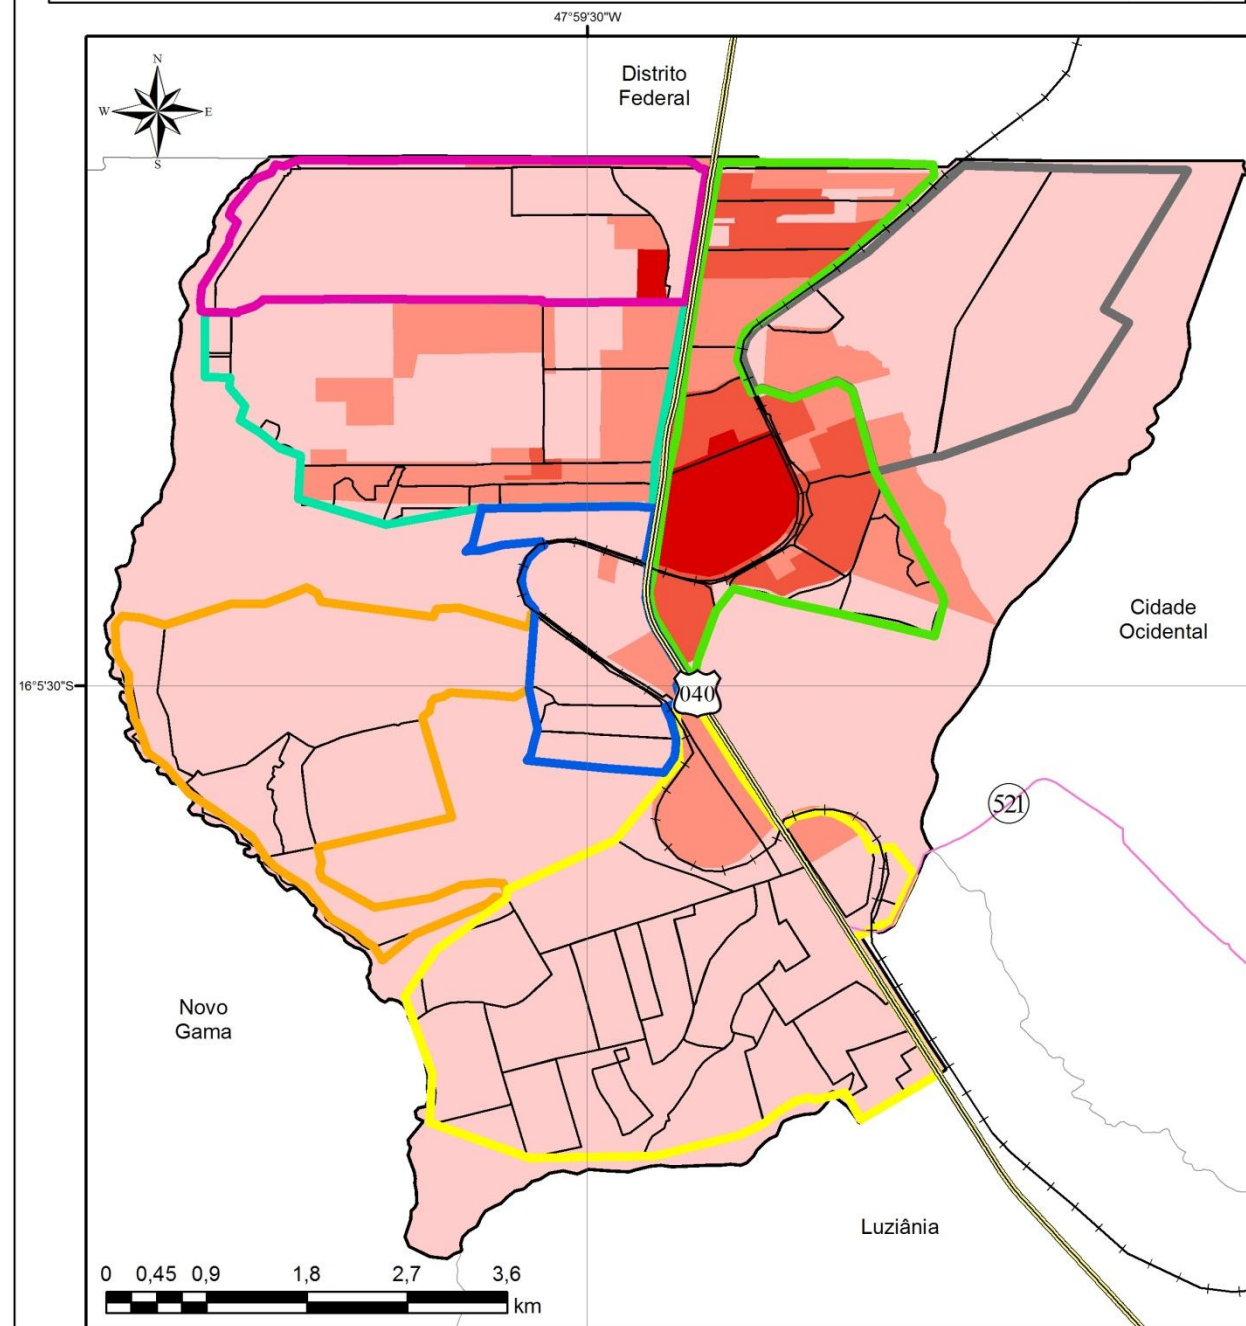 47°59'30"W
N
W E
S
Distrito
Federal
Cidade
Ocidental
16°5'30"S
040
521
Novo
Gama
Luziânia
0 0,45 0,9 1,8 2,7 3,6
km